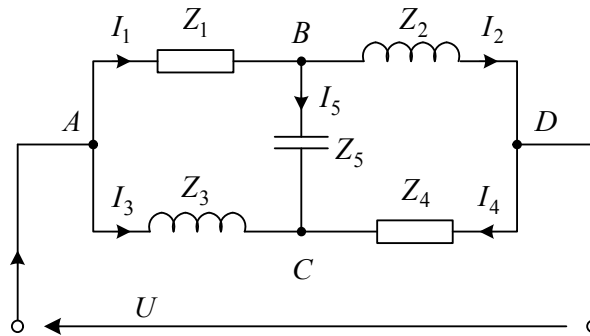 I₁ Z₁ B Z₂ I₂
A I₅ D
Z₅
I₃ Z₃ Z₄ I₄
C
U